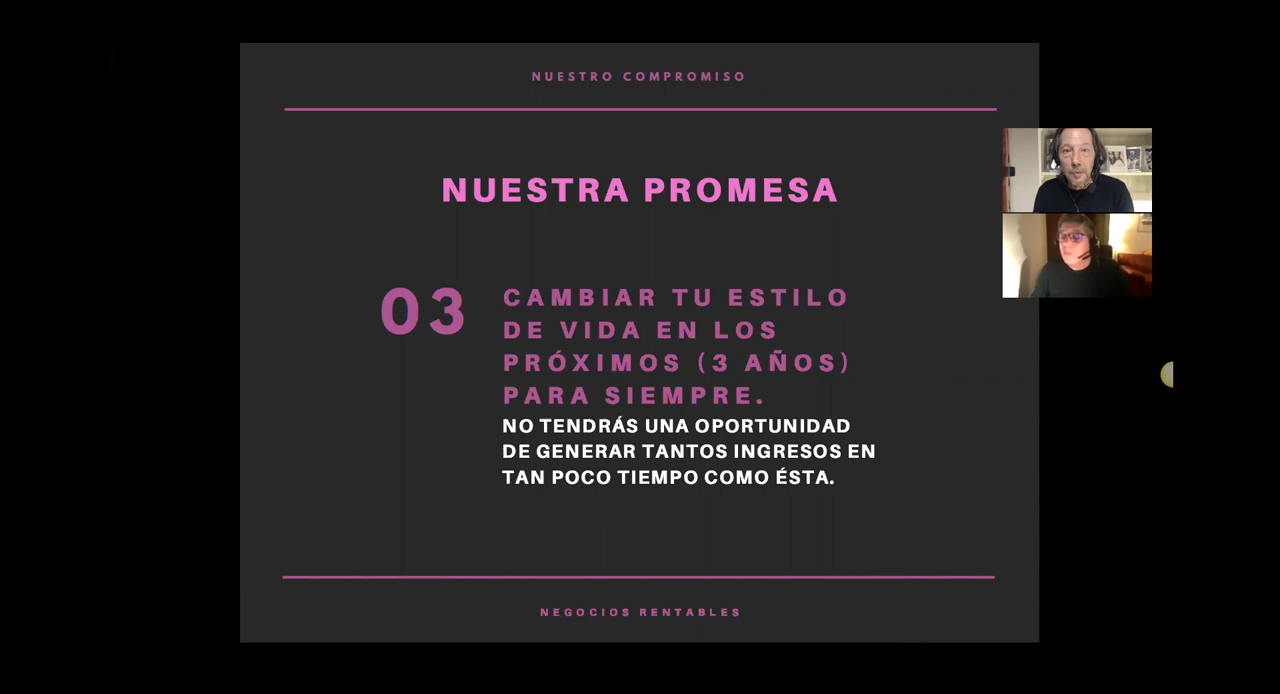 NUESTRO COMPROMISO
NUESTRA PROMESA
03
CAMBIAR TU ESTILO
DE VIDA EN LOS
PRÓXIMOS (3 AÑOS)
PARA SIEMPRE.
NO TENDRÁS UNA OPORTUNIDAD
DE GENERAR TANTOS INGRESOS EN
TAN POCO TIEMPO COMO ÉSTA.
NEGOCIOS RENTABLES